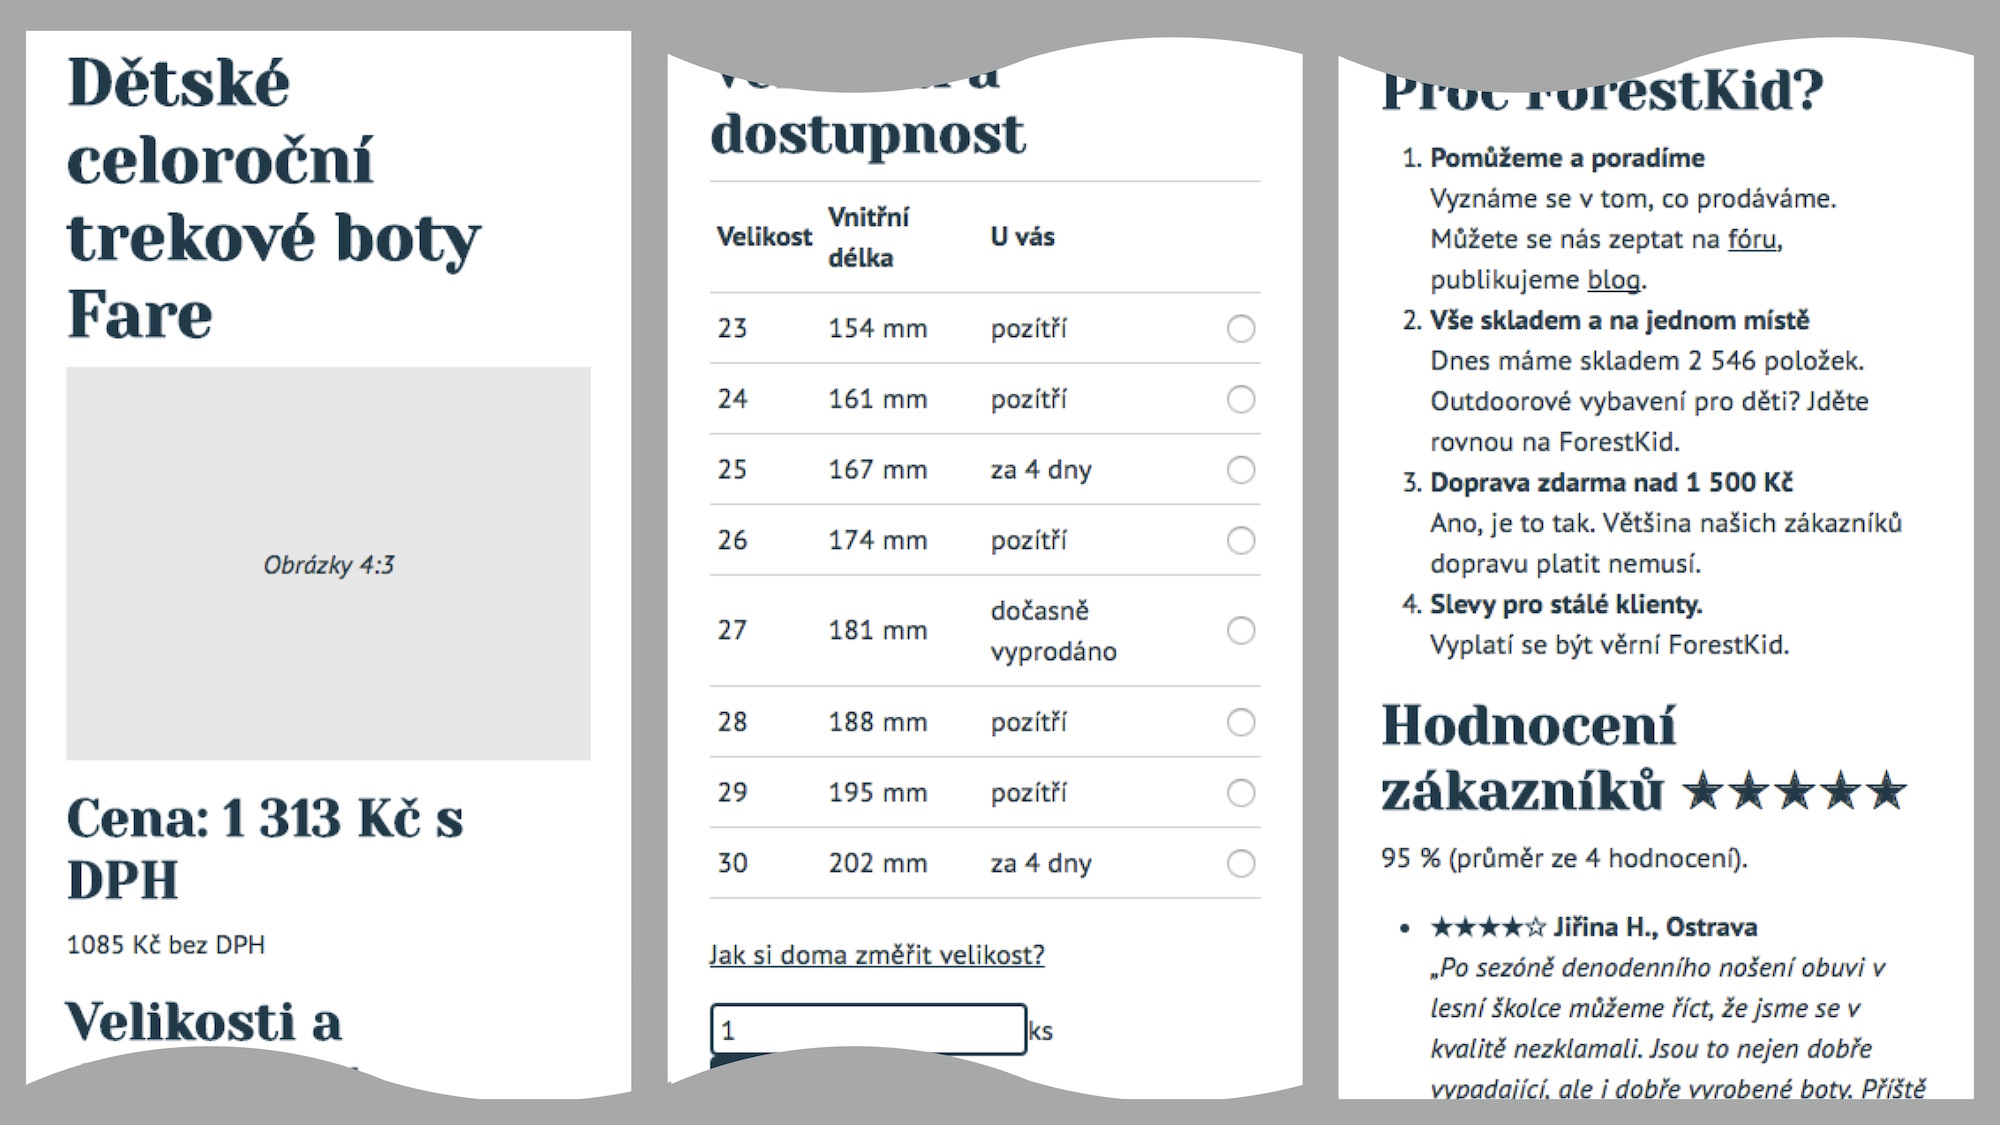 Dětské
celoroční
trekové boty
Fare
Obrázky 4:3
Cena: 1 313 Kč s
DPH
1085 Kč bez DPH
Velikosti a
a
dostupnost
Velikost Vnitřní délka U vás
23 154 mm pozítří
24 161 mm pozítří
25 167 mm za 4 dny
26 174 mm pozítří
27 181 mm dočasně vyprodáno
28 188 mm pozítří
29 195 mm pozítří
30 202 mm za 4 dny
Jak si doma změřit velikost?
1 ks
Proč ForestKid?
1. Pomůžeme a poradíme
Vyznáme se v tom, co prodáváme.
Můžete se nás zeptat na fóru,
publikujeme blog.
2. Vše skladem a na jednom místě
Dnes máme skladem 2 546 položek.
Outdoorové vybavení pro děti? Jděte
rovnou na ForestKid.
3. Doprava zdarma nad 1 500 Kč
Ano, je to tak. Většina našich zákazníků
dopravu platit nemusí.
4. Slevy pro stálé klienty.
Vyplatí se být věrní ForestKid.
Hodnocení
zákazníků ★★★★★
95 % (průměr ze 4 hodnocení).
• ★★★★☆ Jiřina H., Ostrava
„Po sezóně denodenního nošení obuvi v
lesní školce můžeme říct, že jsme se v
kvalitě nezklamali. Jsou to nejen dobře
vypadající, ale i dobře vyrobené boty. Příště